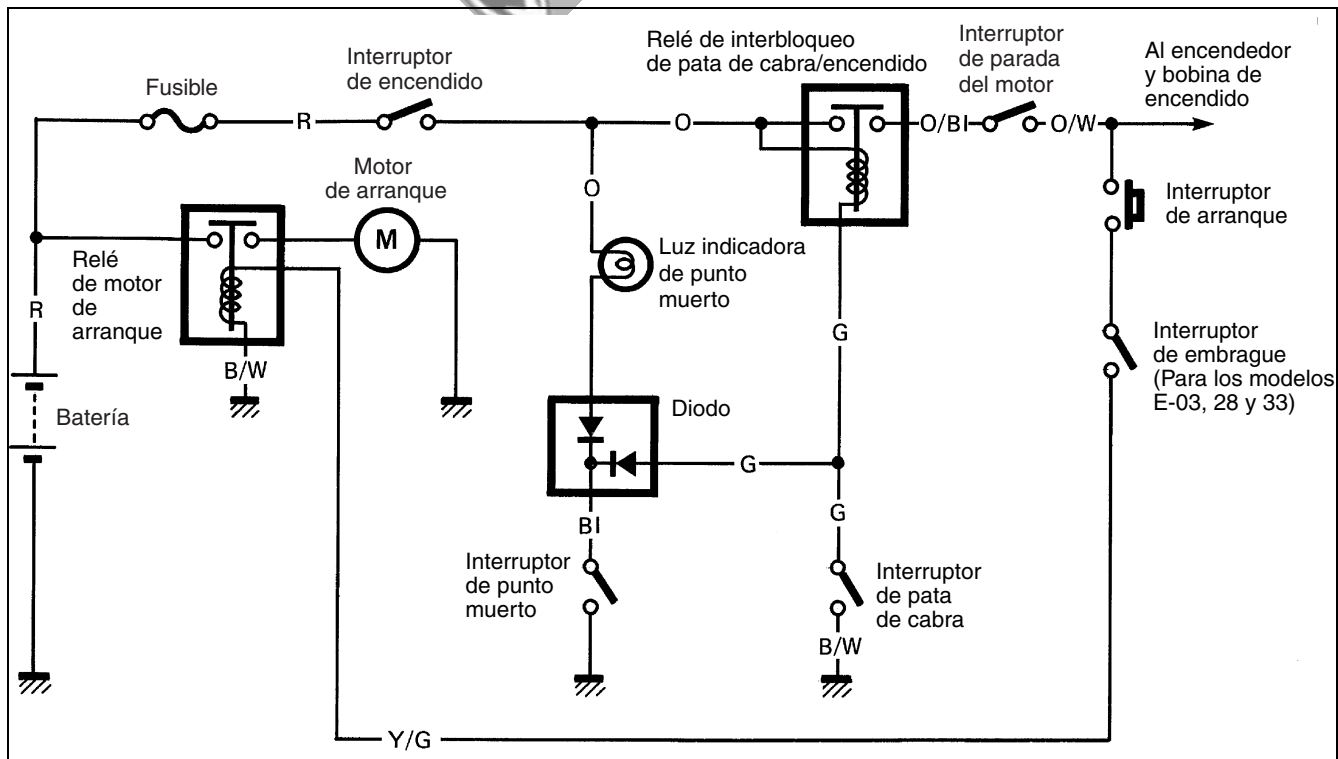 Fusible
Interruptor
de encendido
Relé de interbloqueo
de pata de cabra/encendido
Interruptor
de parada
del motor
Al encendedor
y bobina de
encendido
R
O
O/Bl
O/W
Motor
de arranque
M
O
Interruptor
de arranque
Relé
de motor
de
arranque
Luz indicadora
de punto
muerto
R
B/W
G
Interruptor
de embrague
(Para los modelos
E-03, 28 y 33)
Batería
Diodo
G
Bl
G
Interruptor
de punto
muerto
Interruptor
de pata
de cabra
B/W
Y/G